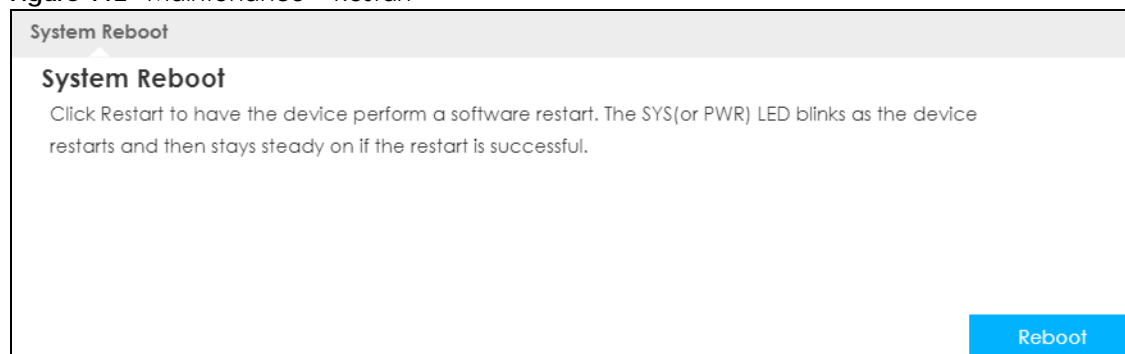 System Reboot
System Reboot
Click Restart to have the device perform a software restart. The SYS(or PWR) LED blinks as the device
restarts and then stays steady on if the restart is successful.
Reboot